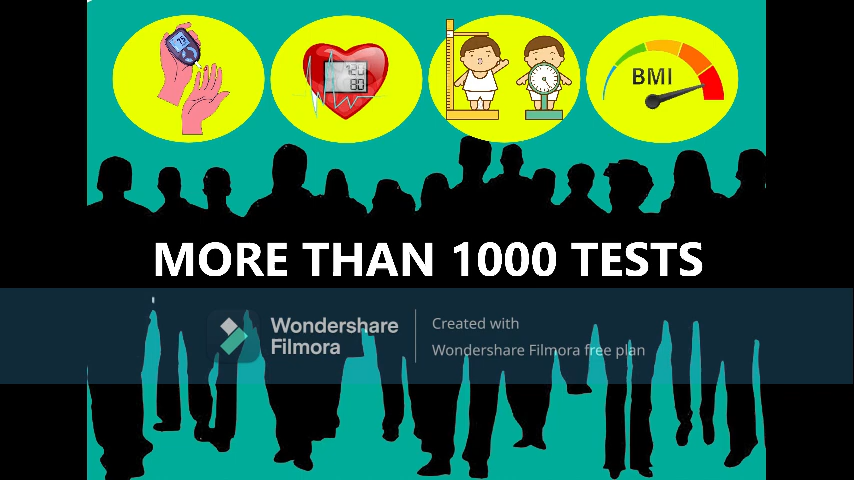 120
80
BMI
MORE THAN 1000 TESTS
Wondershare
Filmora
Created with
Wondershare Filmora free plan